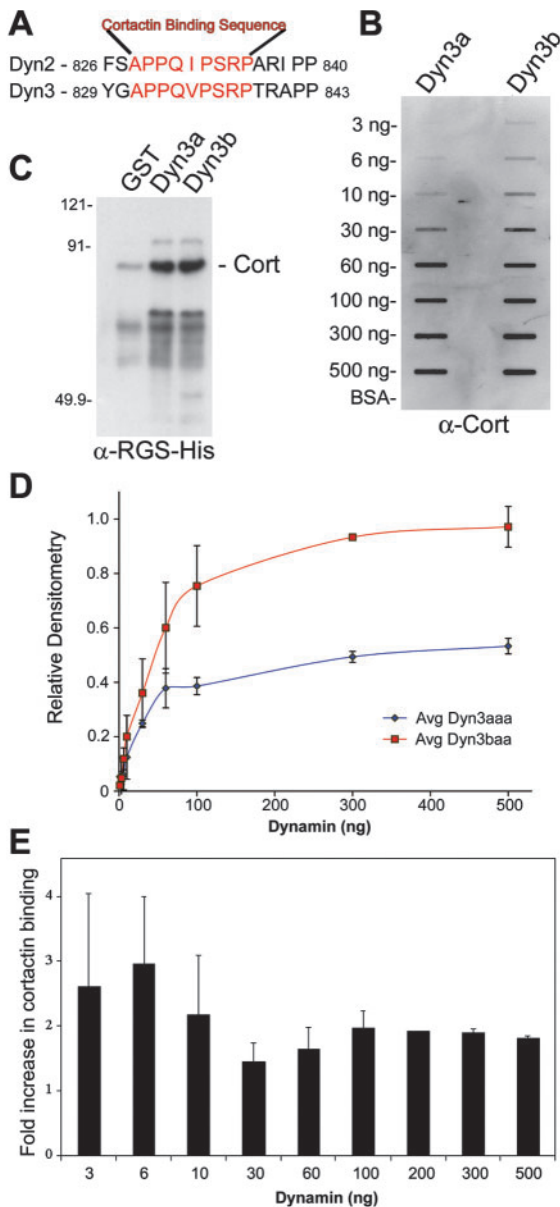 A
Cortactin Binding Sequence
Dyn2 - 826 FSAPPQIPSRPARIPP 840
Dyn3 - 829 YGAPPQVPSRPTRAPP 843
B
Dyn3a
Dyn3b
3 ng-
6 ng-
10 ng-
30 ng-
60 ng-
100 ng-
300 ng-
500 ng-
BSA-
α-Cort
C
GST
Dyn3a
Dyn3b
121-
91-
- Cort
49.9-
α-RGS-His
D
Relative Densitometry
1.0
0.8
0.6
0.4
0.2
0
0 100 200 300 400 500
Avg Dyn3aaa
Avg Dyn3baa
Dynamin (ng)
E
Fold increase in cortactin binding
4
3
2
1
0
3 6 10 30 60 100 200 300 500
Dynamin (ng)